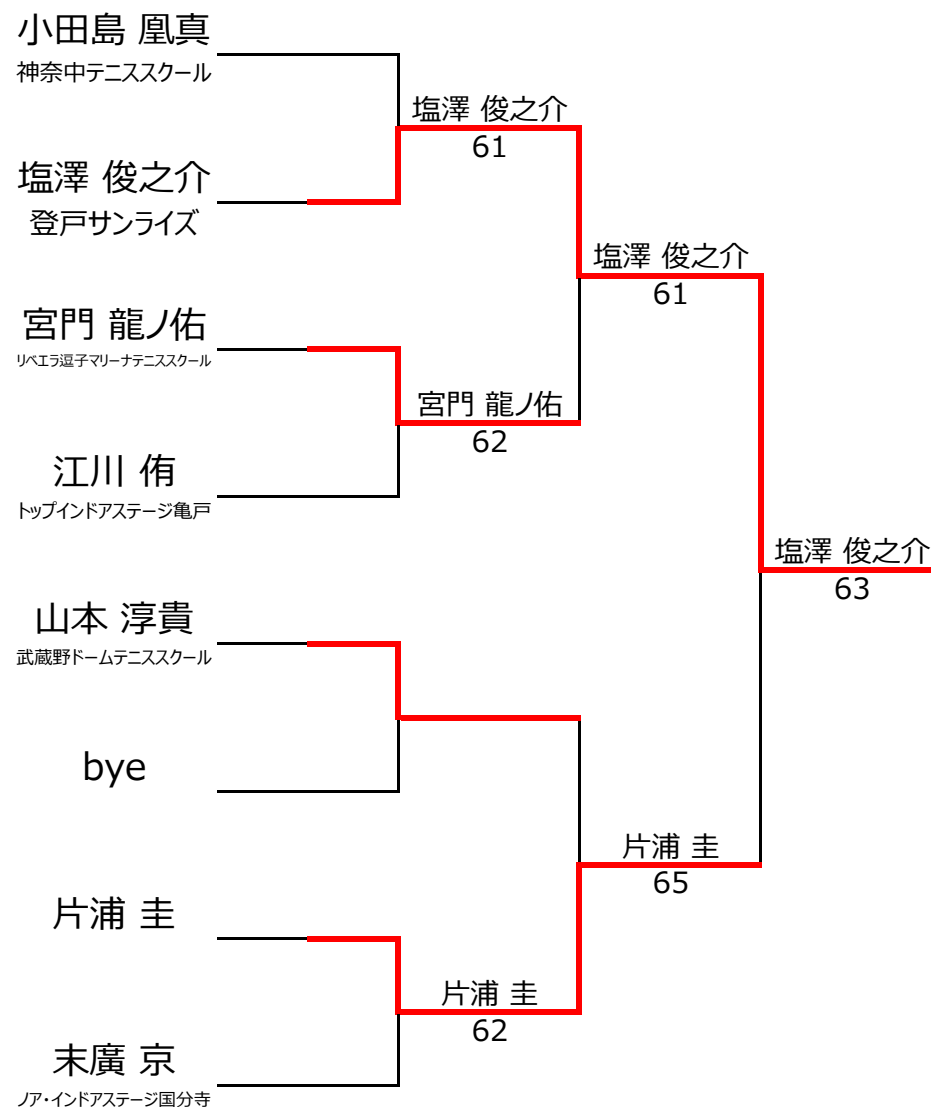 小田島 凰真
神奈中テニススクール
塩澤 俊之介
61
塩澤 俊之介
登戸サンライズ
塩澤 俊之介
61
宮門 龍ノ佑
リベエラ逗子マリーナテニススクール
宮門 龍ノ佑
62
江川 侑
トップインドアステージ亀戸
塩澤 俊之介
63
山本 淳貴
武蔵野ドームテニススクール
bye
片浦 圭
65
片浦 圭
片浦 圭
62
末廣 京
ノア・インドアステージ国分寺